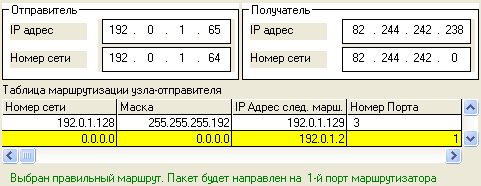 Отправитель
IP адрес 192 . 0 . 1 . 65
Номер сети 192 . 0 . 1 . 64
Получатель
IP адрес 82 . 244 . 242 . 238
Номер сети 82 . 244 . 242 . 0
Таблица маршрутизации узла-отправителя
Номер сети Маска IP Адрес след. марш. Номер Порта
192.0.1.128 255.255.255.192 192.0.1.129 3
0.0.0.0 0.0.0.0 192.0.1.2 1
Выбран правильный маршрут. Пакет будет направлен на 1-й порт маршрутизатора